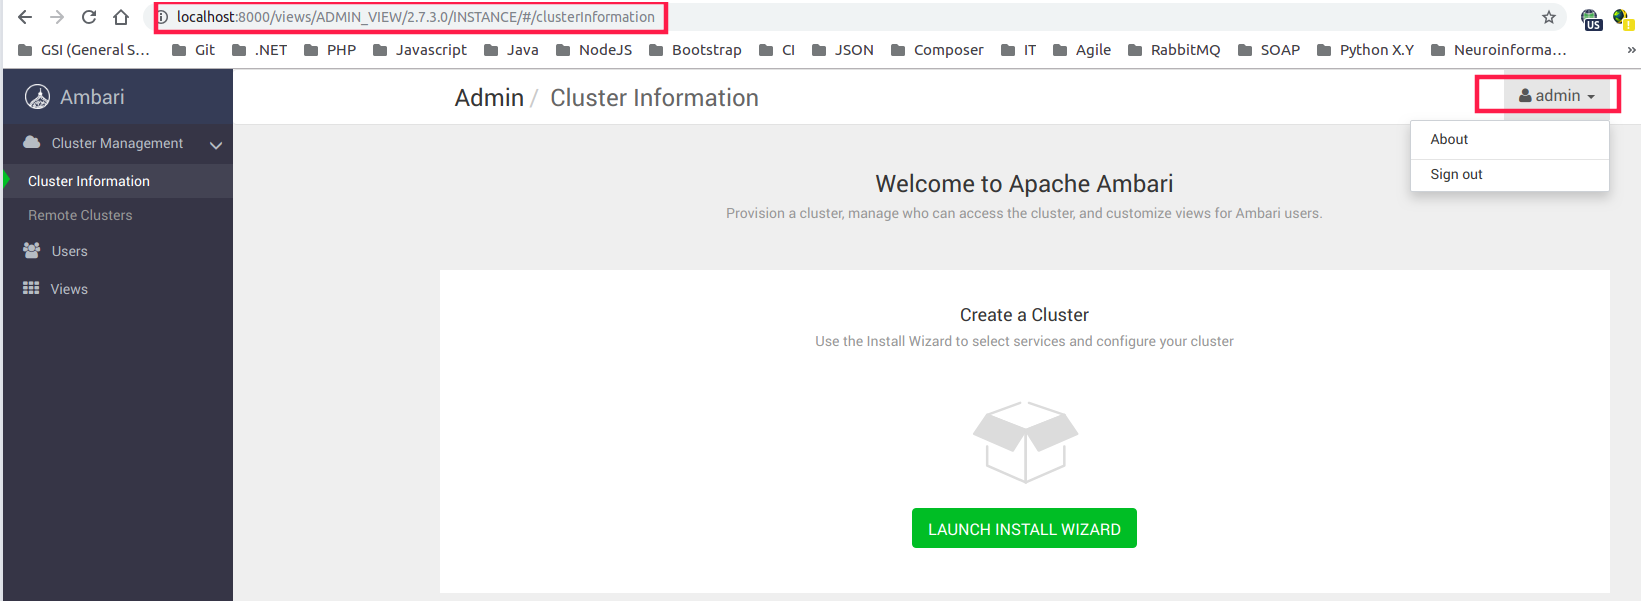 localhost:8000/views/ADMIN_VIEW/2.7.3.0/INSTANCE/#/clusterInformation
US !
GSI (General S... Git .NET PHP Javascript Java NodeJS Bootstrap CI JSON Composer IT Agile RabbitMQ SOAP Python X.Y Neuroinforma... »
Ambari
Admin / Cluster Information
admin
About
Sign out
Cluster Management
Cluster Information
Remote Clusters
Users
Views
Welcome to Apache Ambari
Provision a cluster, manage who can access the cluster, and customize views for Ambari users.
Create a Cluster
Use the Install Wizard to select services and configure your cluster
LAUNCH INSTALL WIZARD